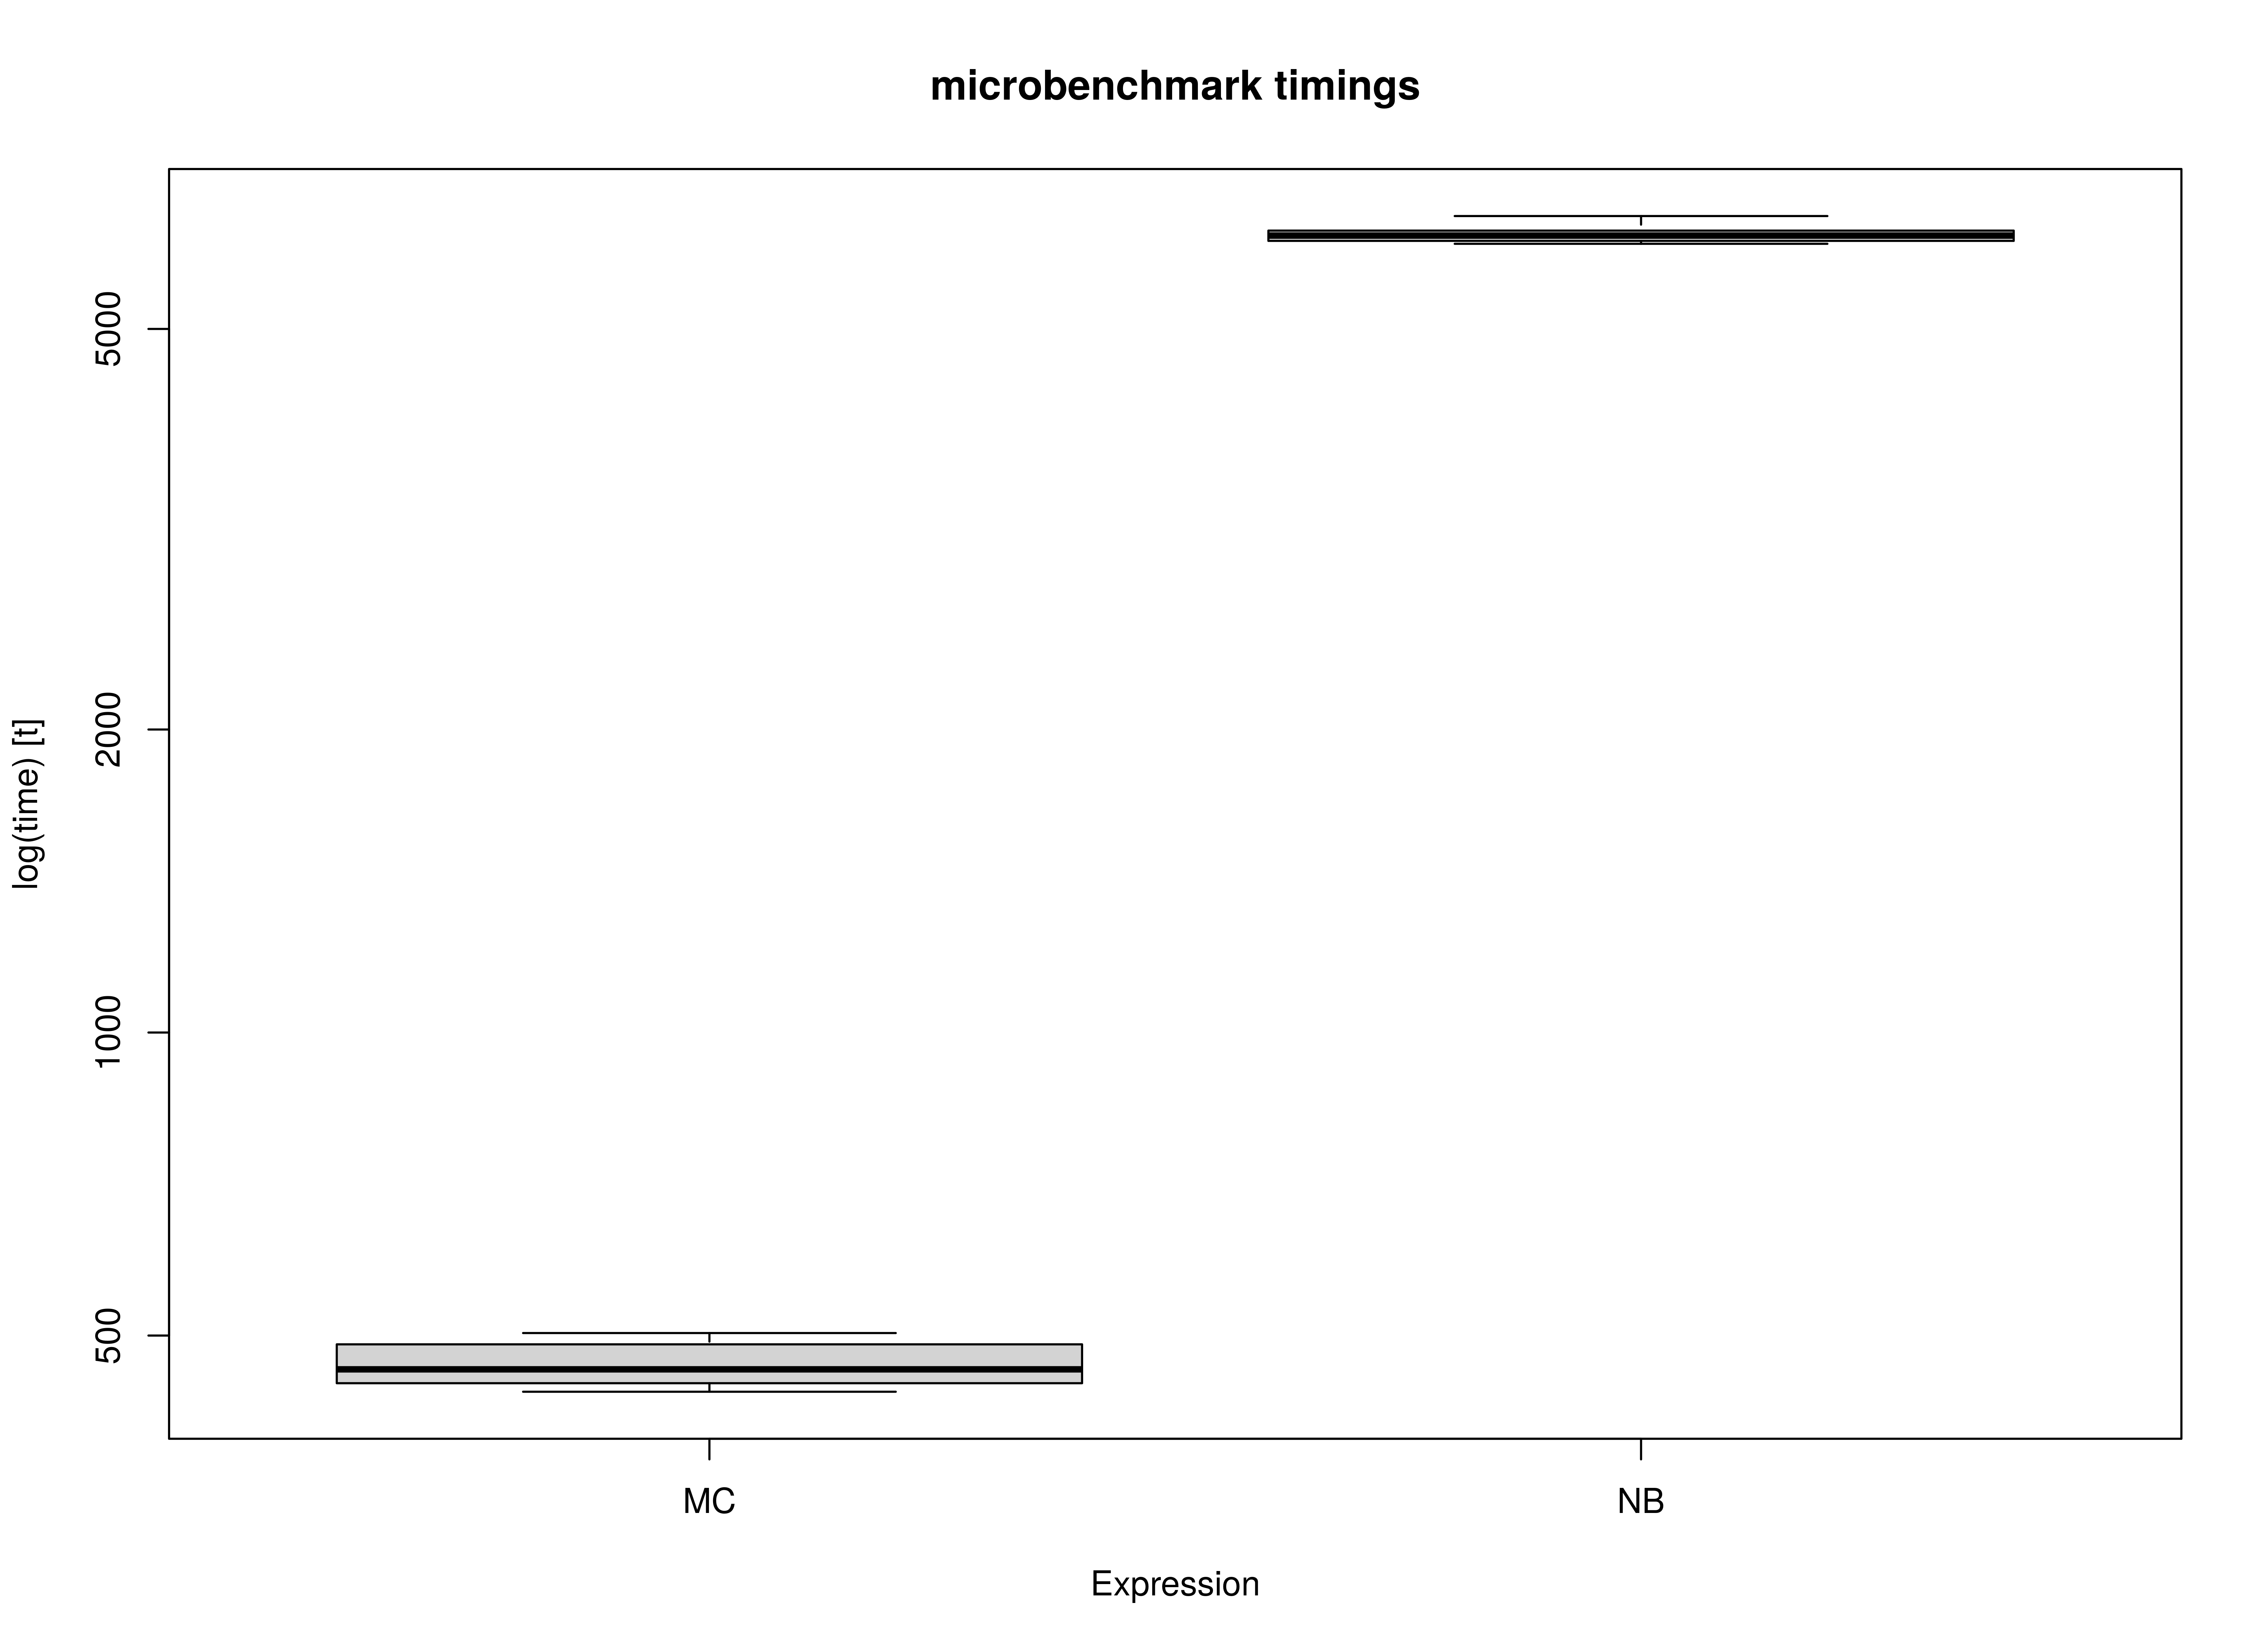 microbenchmark timings
log(time) [t]
5000
2000
1000
500
MC
NB
Expression